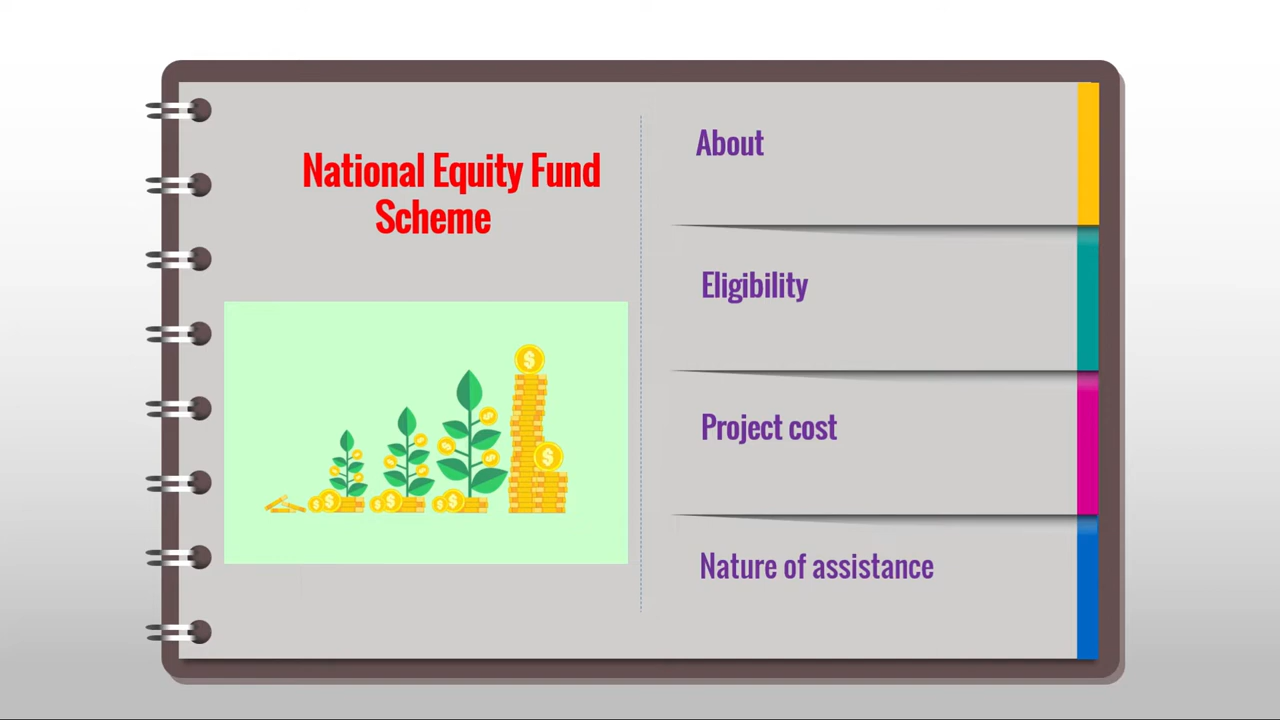 National Equity Fund
Scheme
About
Eligibility
Project cost
Nature of assistance